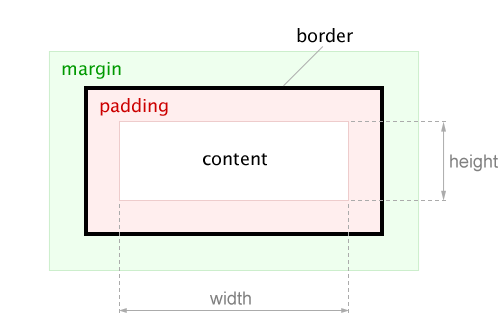 border
margin
padding
content
height
width